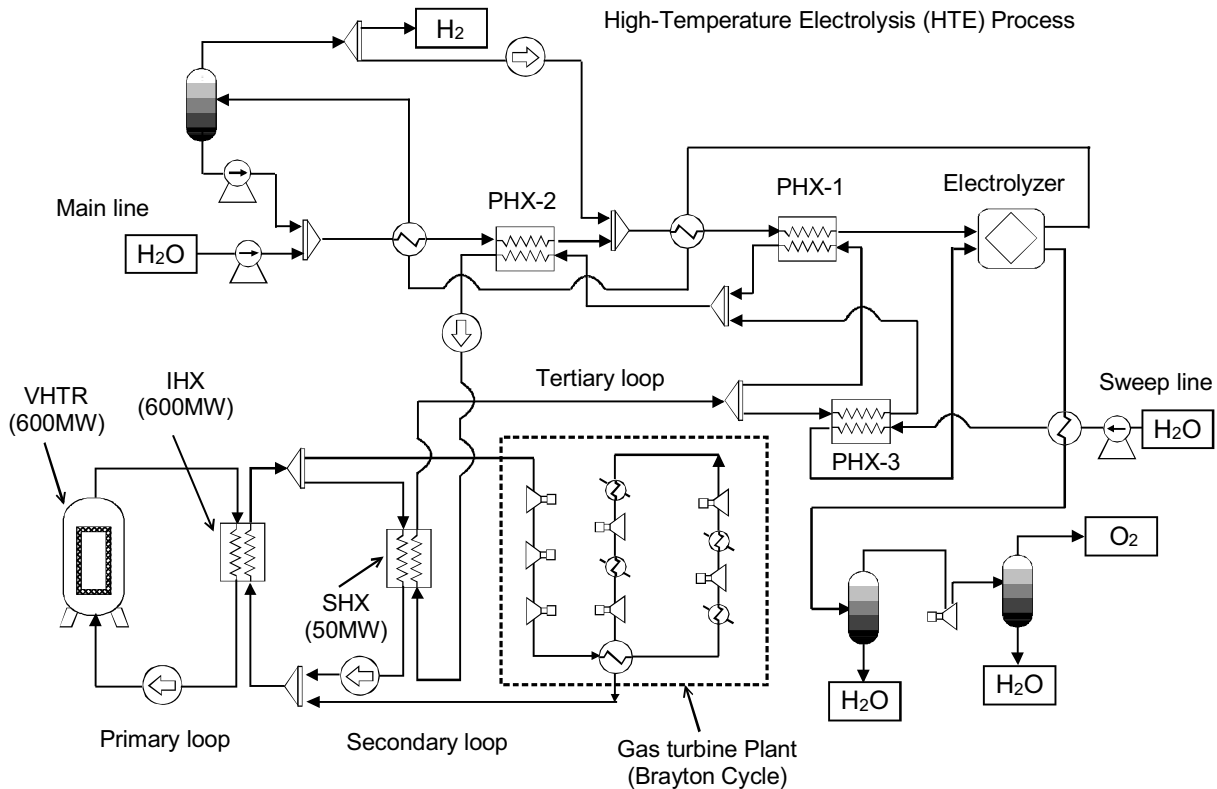 High-Temperature Electrolysis (HTE) Process
H2
PHX-1
Electrolyzer
PHX-2
Main line
H2O
Tertiary loop
Sweep line
H2O
PHX-3
VHTR
(600MW)
IHX
(600MW)
SHX
(50MW)
O2
H2O
H2O
Primary loop
Secondary loop
Gas turbine Plant
(Brayton Cycle)